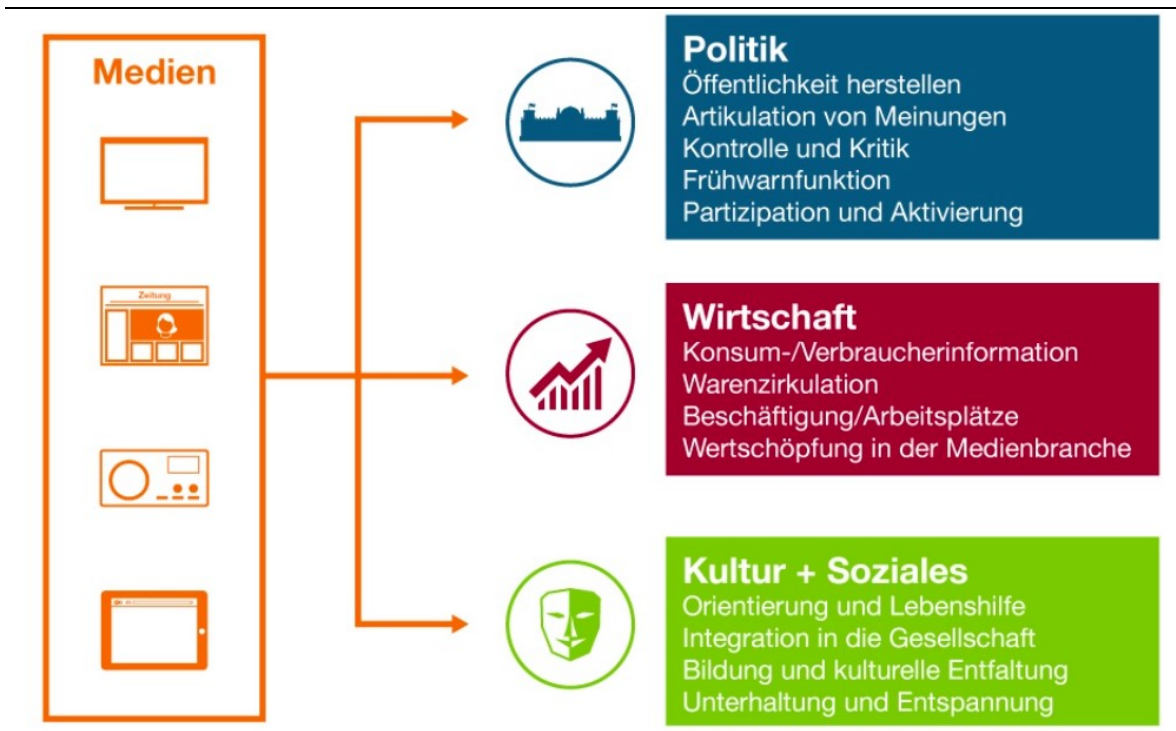 Medien
Zeitung
Politik
Öffentlichkeit herstellen
Artikulation von Meinungen
Kontrolle und Kritik
Frühwarnfunktion
Partizipation und Aktivierung
Wirtschaft
Konsum-/Verbraucherinformation
Warenzirkulation
Beschäftigung/Arbeitsplätze
Wertschöpfung in der Medienbranche
Kultur + Soziales
Orientierung und Lebenshilfe
Integration in die Gesellschaft
Bildung und kulturelle Entfaltung
Unterhaltung und Entspannung